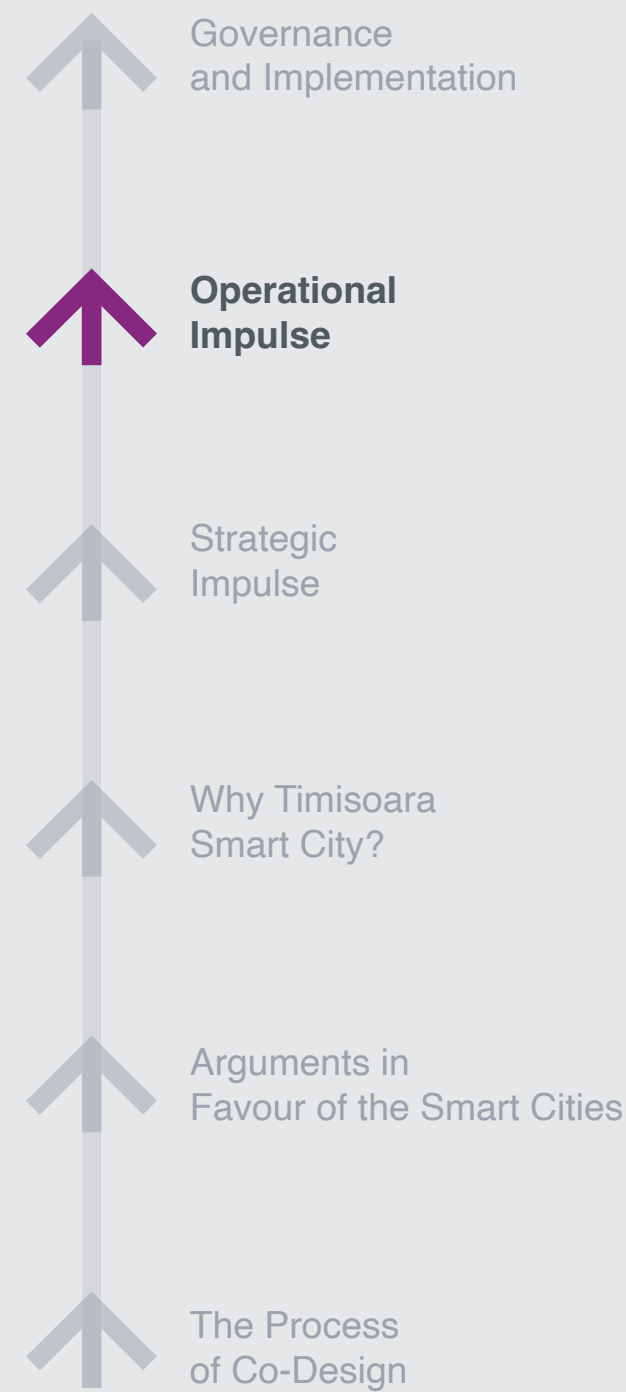 Governance
and Implementation
Operational
Impulse
Strategic
Impulse
Why Timisoara
Smart City?
Arguments in
Favour of the Smart Cities
The Process
of Co-Design